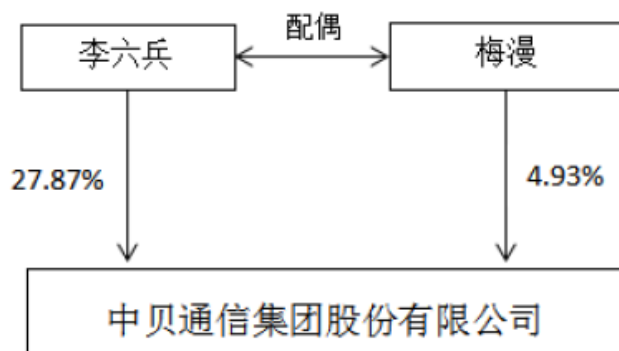 配偶
李六兵
梅漫
27.87%
4.93%
中贝通信集团股份有限公司